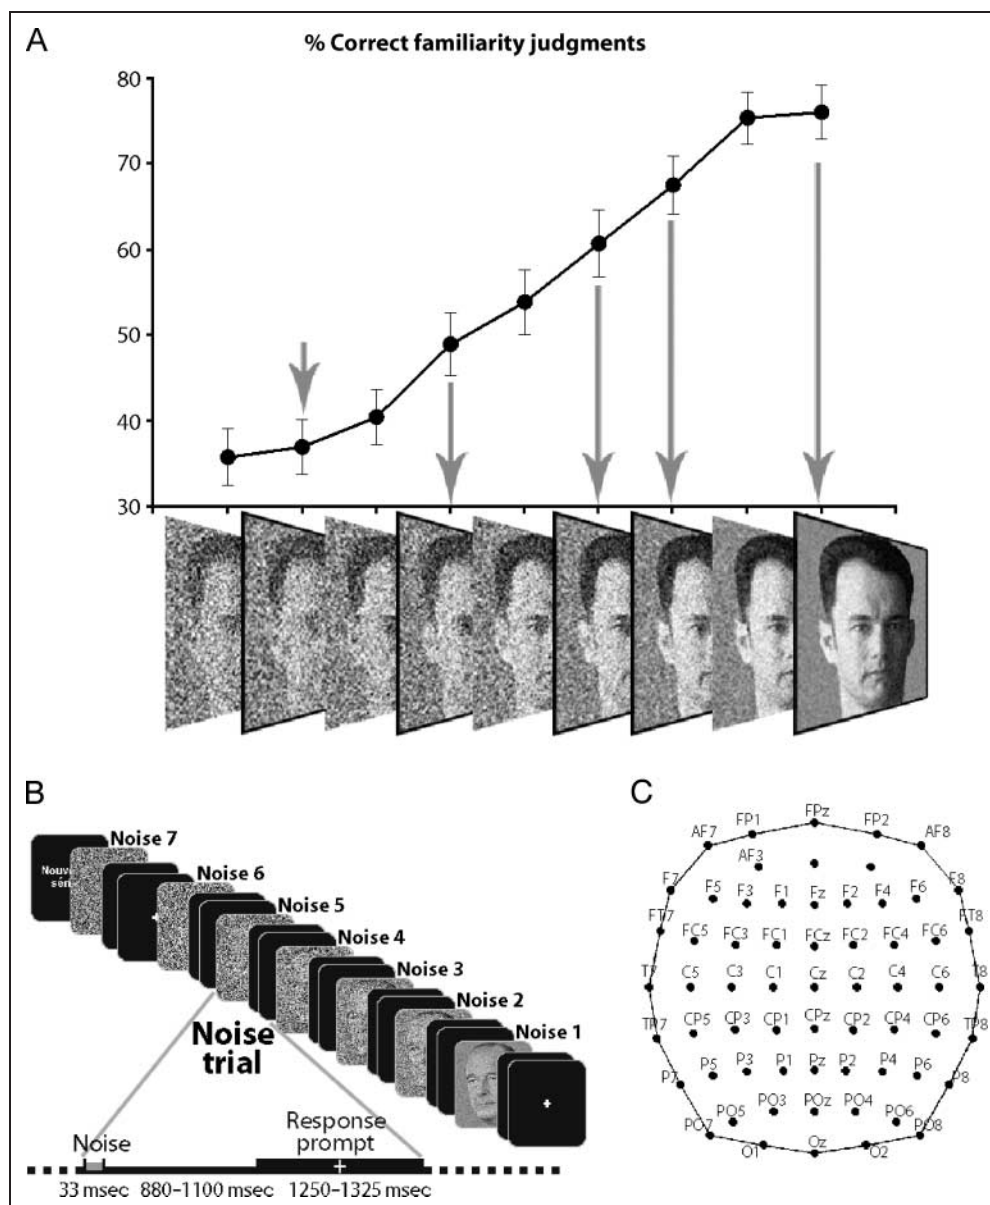 A
% Correct familiarity judgments
80
70
60
50
40
30
B
Noise 7
Noise 6
Noise 5
Noise 4
Noise 3
Noise 2
Noise 1
Noise
trial
Noise
Response
prompt
33 msec 880–1100 msec 1250–1325 msec
C
FP1 FPz FP2
AF7 AF8
AF3
F7 F5 F3 F1 Fz F2 F4 F6 F8
FT7 FC5 FC3 FC1 FCz FC2 FC4 FC6 FT8
T7 C5 C3 C1 Cz C2 C4 C6 T8
TP7 CP5 CP3 CP1 CPz CP2 CP4 CP6 TP8
P7 P5 P3 P1 Pz P2 P4 P6 P8
PO7 PO5 PO3 POz PO4 PO6 PO8
O1 Oz O2